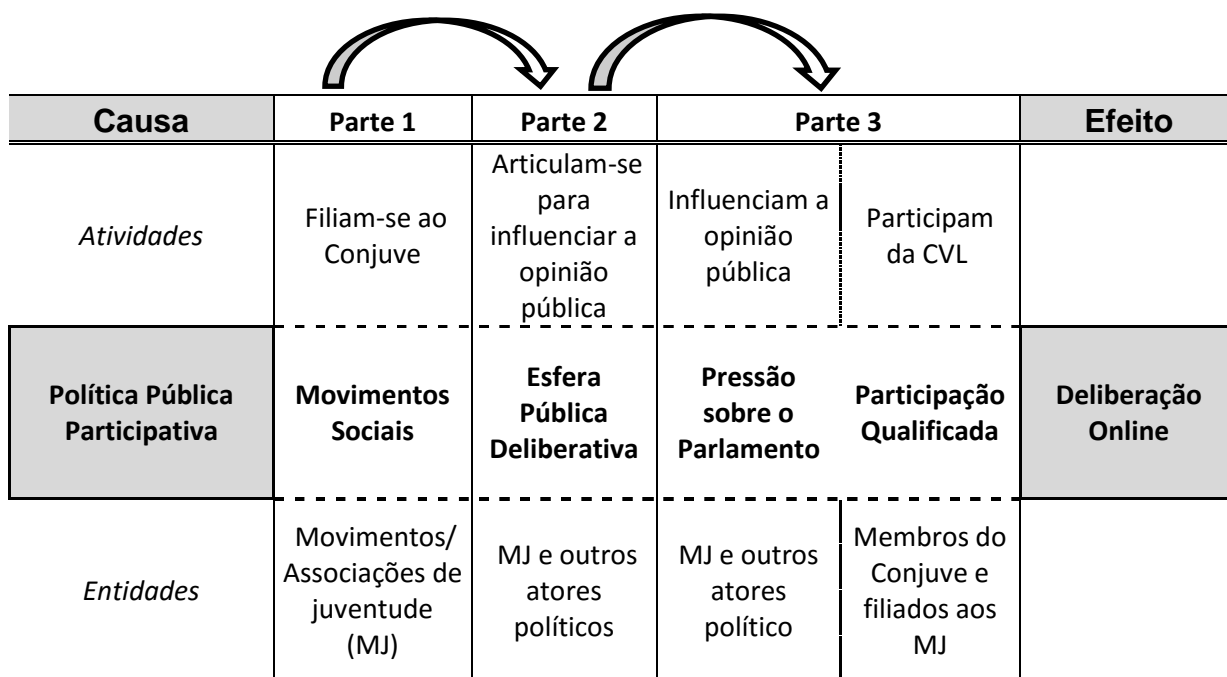 Causa
Parte 1
Parte 2
Parte 3
Efeito
Atividades
Filiam-se ao
Conjuve
Articulam-se
para
influenciar a
opinião
pública
Influenciam a
opinião
pública
Participam
da CVL
Política Pública
Participativa
Movimentos
Sociais
Esfera
Pública
Deliberativa
Pressão
sobre o
Parlamento
Participação
Qualificada
Deliberação
Online
Entidades
Movimentos/
Associações de
juventude
(MJ)
MJ e outros
atores
políticos
MJ e outros
atores
político
Membros do
Conjuve e
filiados aos
MJ